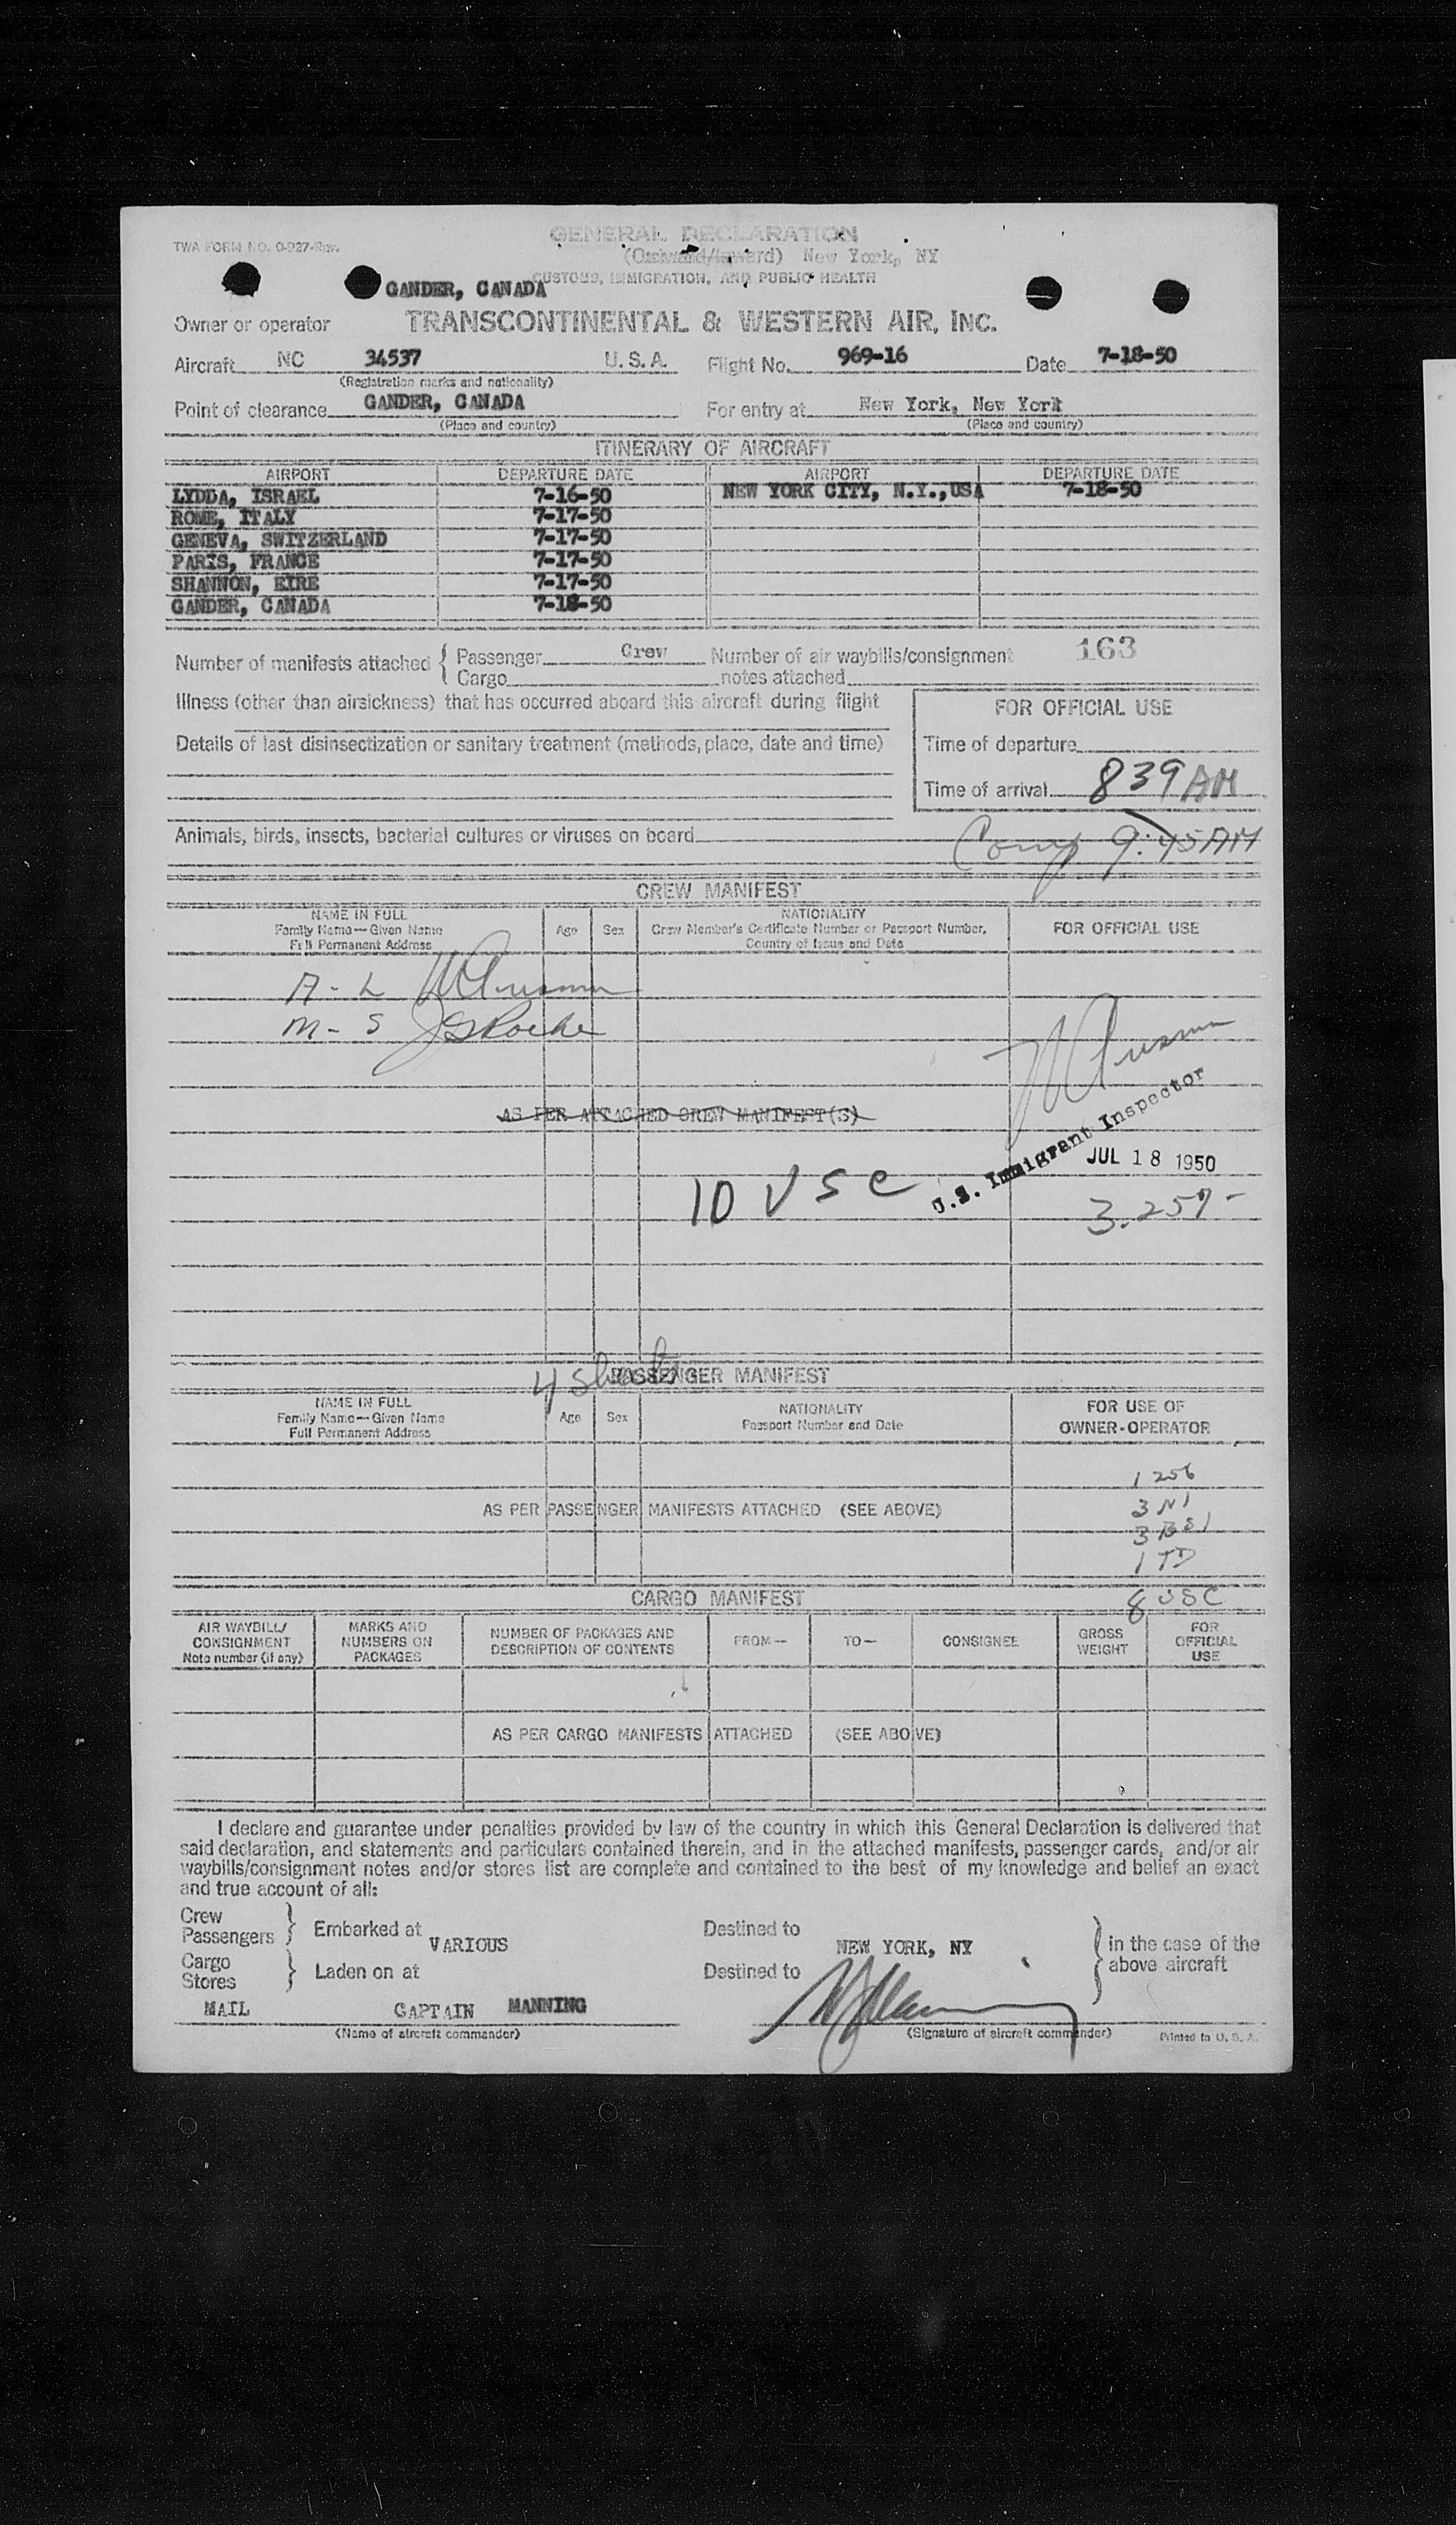 TWA FORM NO. 0-927-Rev.
GENERAL DECLARATION
(Outward/Inward) New York, NY
CUSTOMS, IMMIGRATION, AND PUBLIC HEALTH
GANDER, CANADA
Owner or operator TRANSCONTINENTAL & WESTERN AIR, INC.
Aircraft NC 34537 U. S. A. Flight No. 969-16 Date 7-18-50
(Registration marks and nationality)
Point of clearance GANDER, CANADA For entry at New York, New York
(Place and country) (Place and country)
ITINERARY OF AIRCRAFT
AIRPORT DEPARTURE DATE AIRPORT DEPARTURE DATE
LYDDA, ISRAEL 7-16-50 NEW YORK CITY, N.Y.,USA 7-18-50
ROME, ITALY 7-17-50
GENEVA, SWITZERLAND 7-17-50
PARIS, FRANCE 7-17-50
SHANNON, EIRE 7-17-50
GANDER, CANADA 7-18-50
163
Number of manifests attached { Passenger Crew Number of air waybills/consignment
Cargo notes attached
Illness (other than airsickness) that has occurred aboard this aircraft during flight
FOR OFFICIAL USE
Details of last disinsectization or sanitary treatment (methods, place, date and time)
Time of departure
Time of arrival 839 AM
Animals, birds, insects, bacterial cultures or viruses on board
Comp 9:45 AM
CREW MANIFEST
NAME IN FULL
Family Name—Given Name
Full Permanent Address
Age Sex
NATIONALITY
Crew Member's Certificate Number or Passport Number,
Country of Issue and Date
FOR OFFICIAL USE
A - L
M - S JGRoche
AS PER ATTACHED CREW MANIFEST(S)
U.S. Immigrant Inspector
JUL 18 1950
10 USC
3.257-
4 sheets
PASSENGER MANIFEST
NAME IN FULL
Family Name—Given Name
Full Permanent Address
Age Sex
NATIONALITY
Passport Number and Date
FOR USE OF
OWNER-OPERATOR
1 256
3 NI
AS PER PASSENGER MANIFESTS ATTACHED (SEE ABOVE)
1 TD
8 USC
CARGO MANIFEST
AIR WAYBILL/
CONSIGNMENT
Note number (if any)
MARKS AND
NUMBERS ON
PACKAGES
NUMBER OF PACKAGES AND
DESCRIPTION OF CONTENTS
FROM— TO— CONSIGNEE
GROSS
WEIGHT
FOR
OFFICIAL
USE
AS PER CARGO MANIFESTS ATTACHED (SEE ABOVE)
I declare and guarantee under penalties provided by law of the country in which this General Declaration is delivered that
said declaration, and statements and particulars contained therein, and in the attached manifests, passenger cards, and/or air
waybills/consignment notes and/or stores list are complete and contained to the best of my knowledge and belief an exact
and true account of all:
Crew
Passengers } Embarked at VARIOUS Destined to NEW YORK, NY
Cargo
Stores } Laden on at Destined to
} in the case of the
above aircraft
MAIL CAPTAIN MANNING
(Name of aircraft commander) (Signature of aircraft commander) Printed in U. S. A.